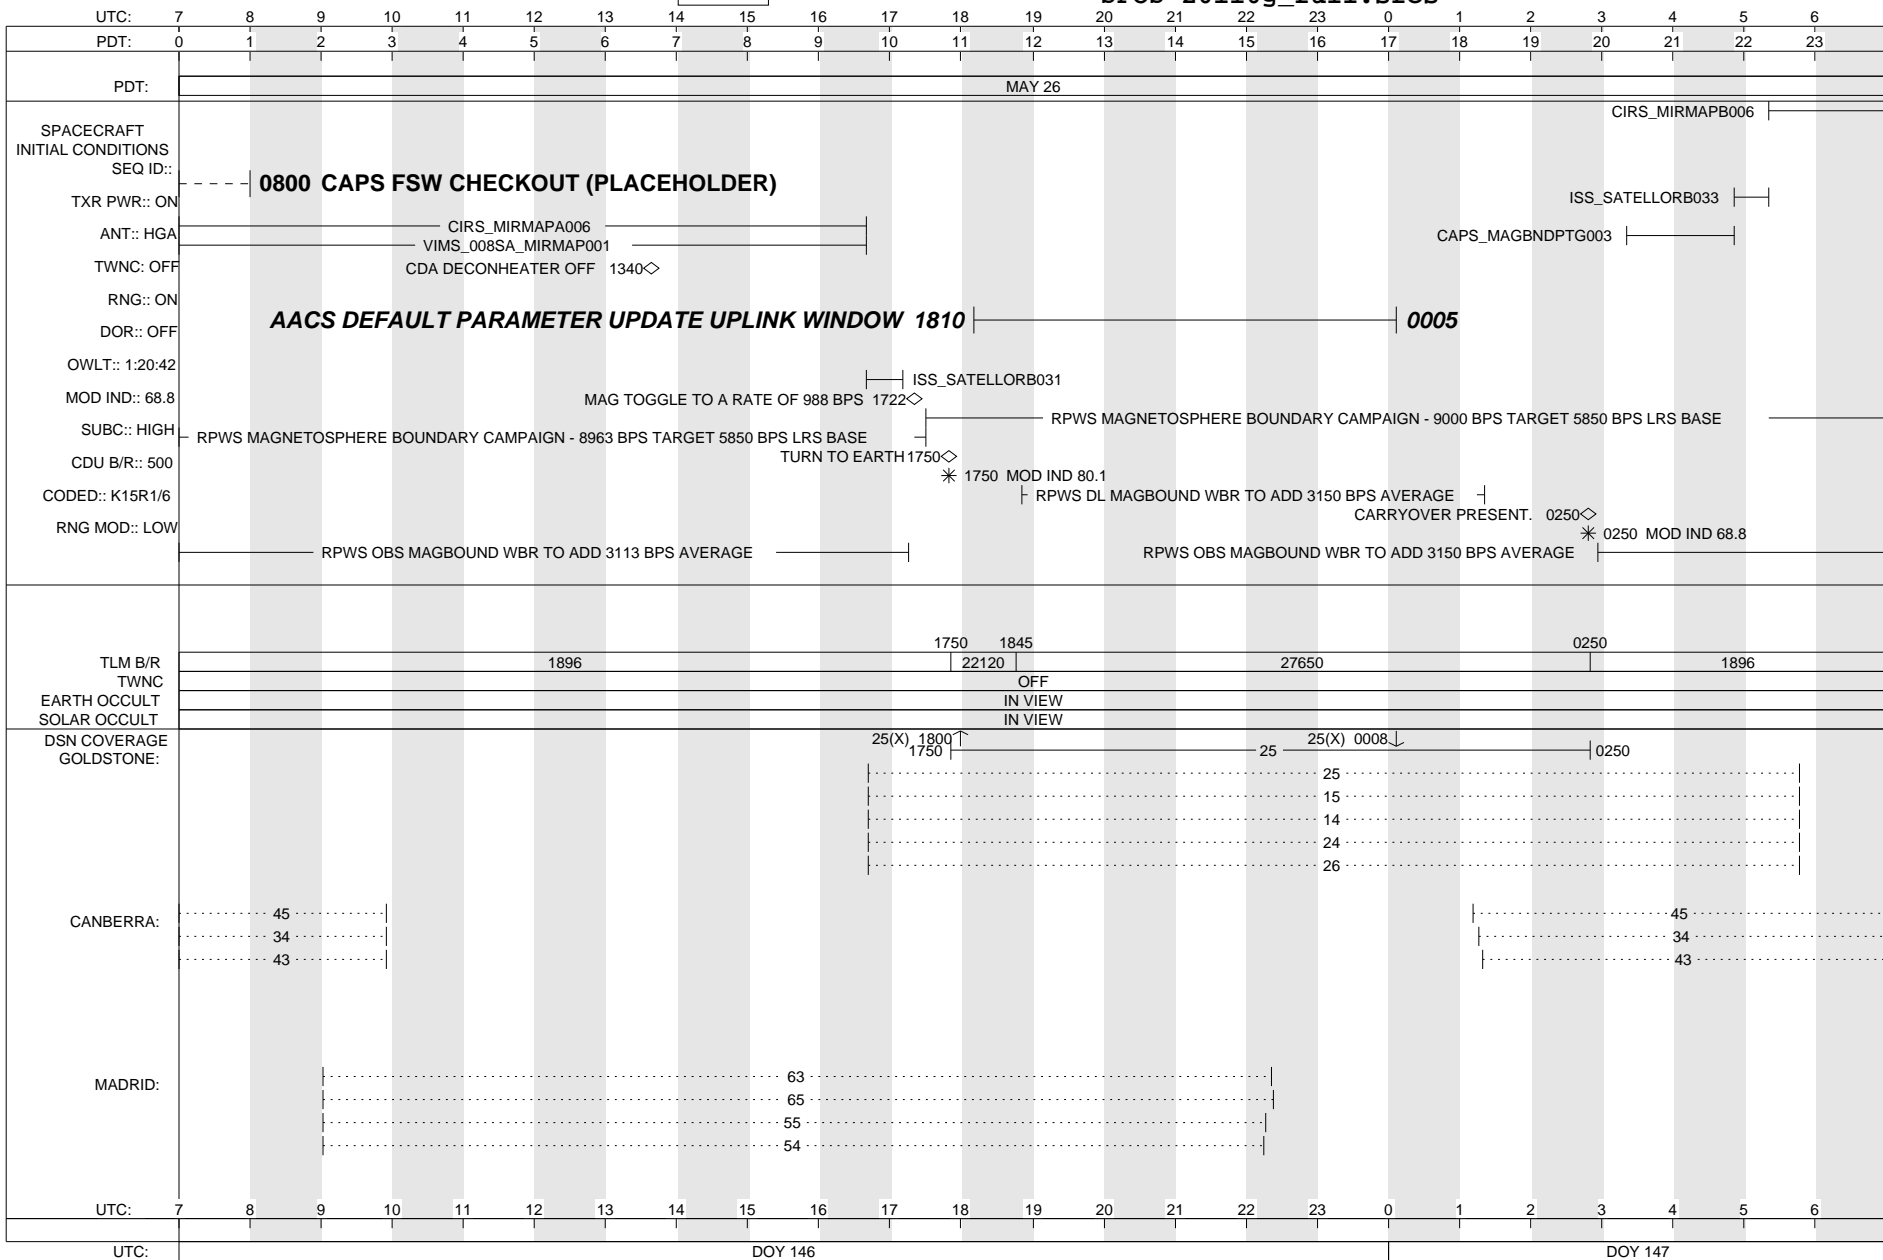 UTC: 7 8 9 10 11 12 13 14 15 16 17 18 19 20 21 22 23 0 1 2 3 4 5 6
PDT: 0 1 2 3 4 5 6 7 8 9 10 11 12 13 14 15 16 17 18 19 20 21 22 23
PDT: MAY 26
CIRS_MIRMAPB006
SPACECRAFT
INITIAL CONDITIONS
SEQ ID::
0800 CAPS FSW CHECKOUT (PLACEHOLDER)
TXR PWR:: ON
ISS_SATELLORB033
CIRS_MIRMAPA006
ANT:: HGA
CAPS_MAGBNDPTG003
VIMS_008SA_MIRMAP001
TWNC: OFF
CDA DECONHEATER OFF 1340
RNG:: ON
AACS DEFAULT PARAMETER UPDATE UPLINK WINDOW 1810 0005
DOR:: OFF
OWLT:: 1:20:42
ISS_SATELLORB031
MOD IND:: 68.8
MAG TOGGLE TO A RATE OF 988 BPS 1722
RPWS MAGNETOSPHERE BOUNDARY CAMPAIGN - 9000 BPS TARGET 5850 BPS LRS BASE
SUBC:: HIGH
RPWS MAGNETOSPHERE BOUNDARY CAMPAIGN - 8963 BPS TARGET 5850 BPS LRS BASE
TURN TO EARTH 1750
CDU B/R:: 500
1750 MOD IND 80.1
CODED:: K15R1/6
RPWS DL MAGBOUND WBR TO ADD 3150 BPS AVERAGE
CARRYOVER PRESENT. 0250
RNG MOD:: LOW
0250 MOD IND 68.8
RPWS OBS MAGBOUND WBR TO ADD 3113 BPS AVERAGE
RPWS OBS MAGBOUND WBR TO ADD 3150 BPS AVERAGE
1750 1845 0250
TLM B/R 1896 22120 27650 1896
TWNC OFF
EARTH OCCULT IN VIEW
SOLAR OCCULT IN VIEW
DSN COVERAGE 25(X) 1800 25(X) 0008
GOLDSTONE: 1750 25 0250
25
15
14
24
26
CANBERRA:
45 45
34 34
43 43
MADRID:
63
65
55
54
UTC: 7 8 9 10 11 12 13 14 15 16 17 18 19 20 21 22 23 0 1 2 3 4 5 6
UTC: DOY 146 DOY 147